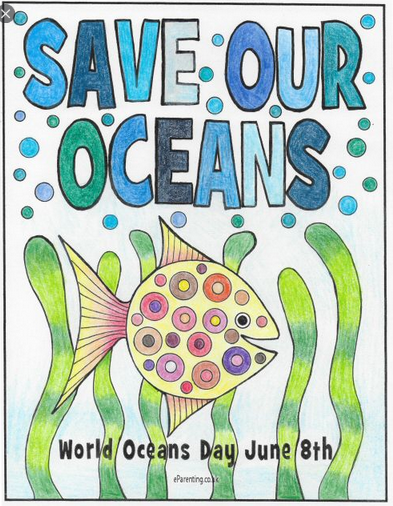 SAVE OUR
OCEANS
World Oceans Day June 8th
eParenting.co.uk